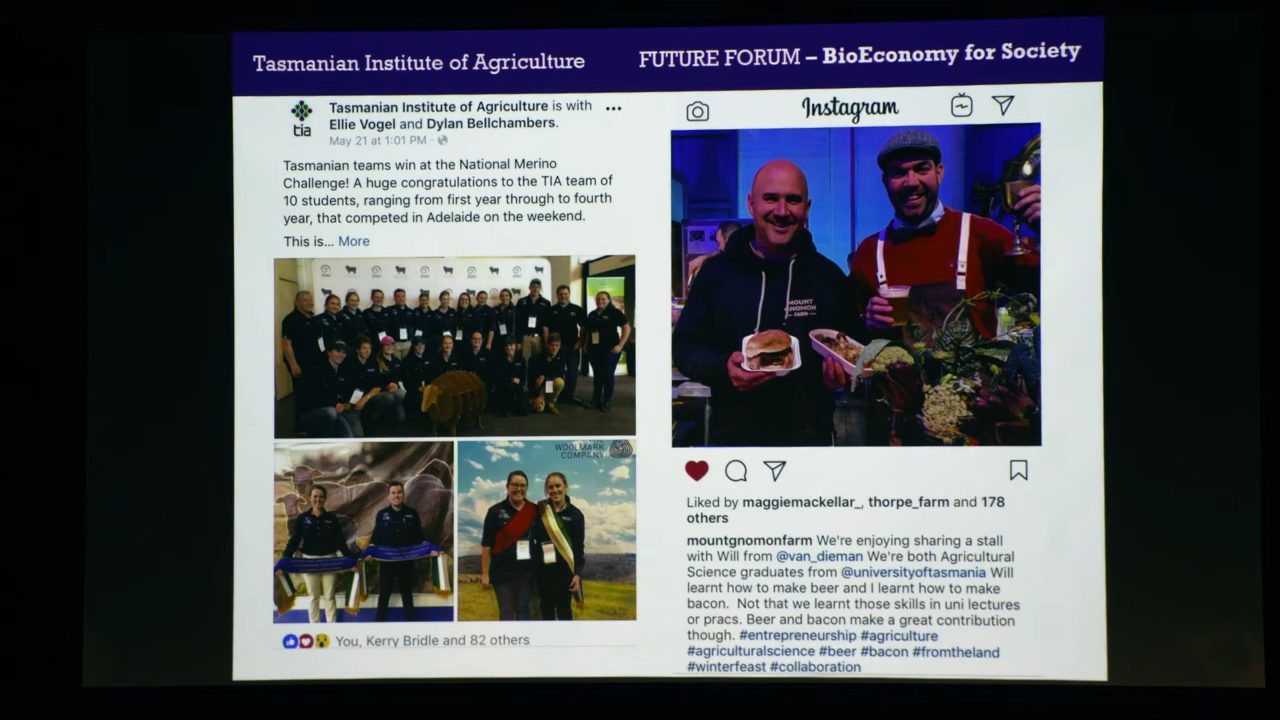 Tasmanian Institute of Agriculture
FUTURE FORUM – BioEconomy for Society
tia
Tasmanian Institute of Agriculture is with
Ellie Vogel and Dylan Bellchambers.
May 21 at 1:01 PM ·
Tasmanian teams win at the National Merino
Challenge! A huge congratulations to the TIA team of
10 students, ranging from first year through to fourth
year, that competed in Adelaide on the weekend.
This is... More
WOOLMARK
COMPANY
You, Kerry Bridle and 82 others
Instagram
MOUNT
GNOMON
FARM
Liked by maggiemackellar_, thorpe_farm and 178
others
mountgnomonfarm We're enjoying sharing a stall
with Will from @van_dieman We're both Agricultural
Science graduates from @universityoftasmania Will
learnt how to make beer and I learnt how to make
bacon. Not that we learnt those skills in uni lectures
or pracs. Beer and bacon make a great contribution
though. #entrepreneurship #agriculture
#agriculturalscience #beer #bacon #fromtheland
#winterfeast #collaboration